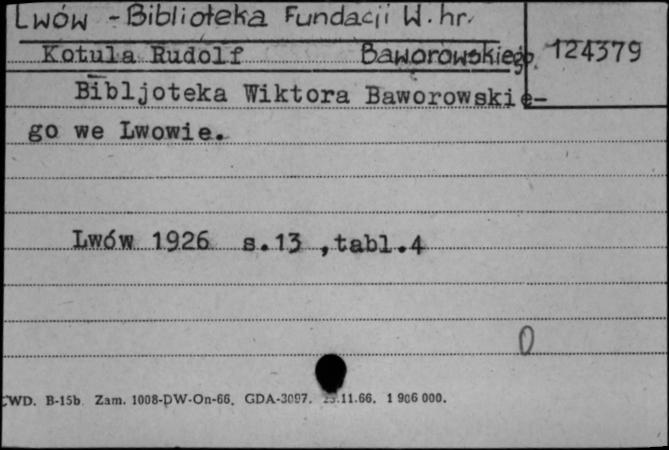 Lwów - Biblioteka Fundacji W. hr.
Kotula Rudolf Baworowskiego 124379
Bibljoteka Wiktora Baworowskie-
go we Lwowie.
Lwów 1926 s.13 ,tabl.4
0
CWD. B-15b. Zam. 1008-DW-On-66. GDA-3097. .11.66. 1 906 000.